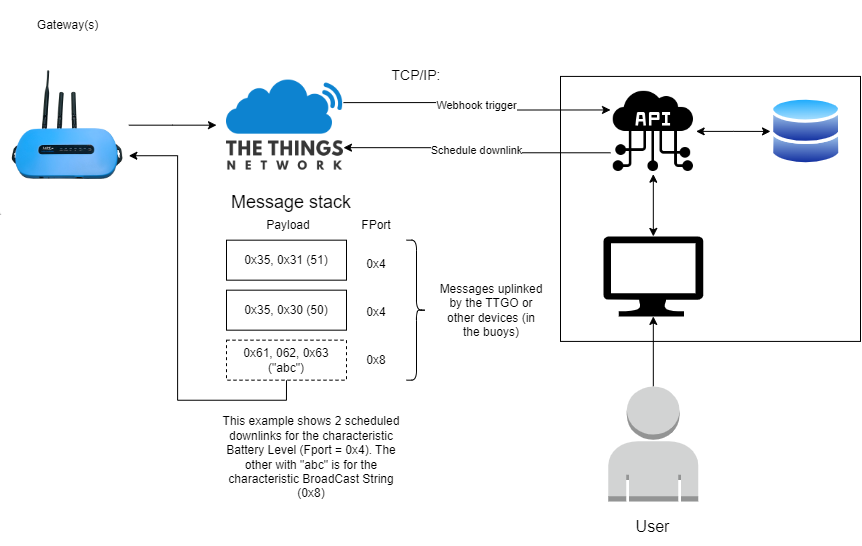 Gateway(s)
TCP/IP:
Webhook trigger
API
THE THINGS
NETWORK
Schedule downlink
Message stack
Payload
FPort
0x35, 0x31 (51)
0x4
0x35, 0x30 (50)
0x4
0x61, 062, 0x63
("abc")
0x8
Messages uplinked
by the TTGO or
other devices (in
the buoys)
This example shows 2 scheduled
downlinks for the characteristic
Battery Level (Fport = 0x4). The
other with "abc" is for the
characteristic BroadCast String
(0x8)
User